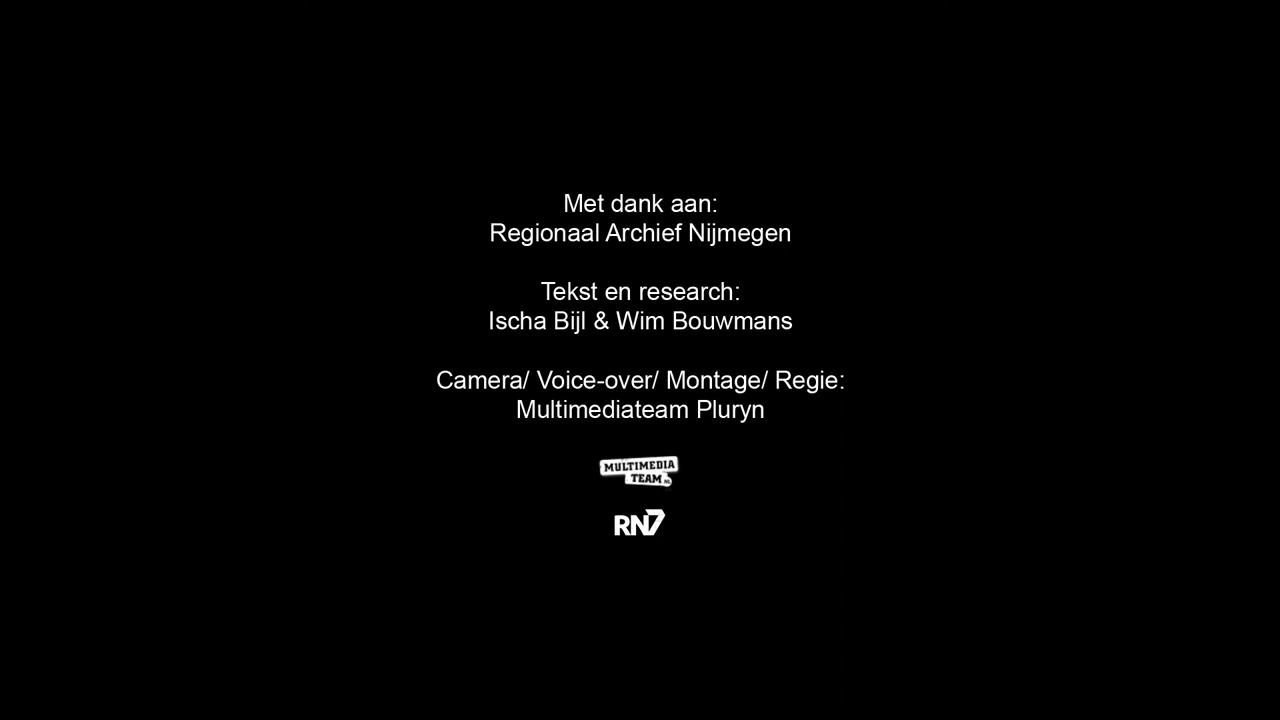 Met dank aan:
Regionaal Archief Nijmegen
Tekst en research:
Ischa Bijl & Wim Bouwmans
Camera/ Voice-over/ Montage/ Regie:
Multimediateam Pluryn
MULTIMEDIA
TEAM.NL
RN7